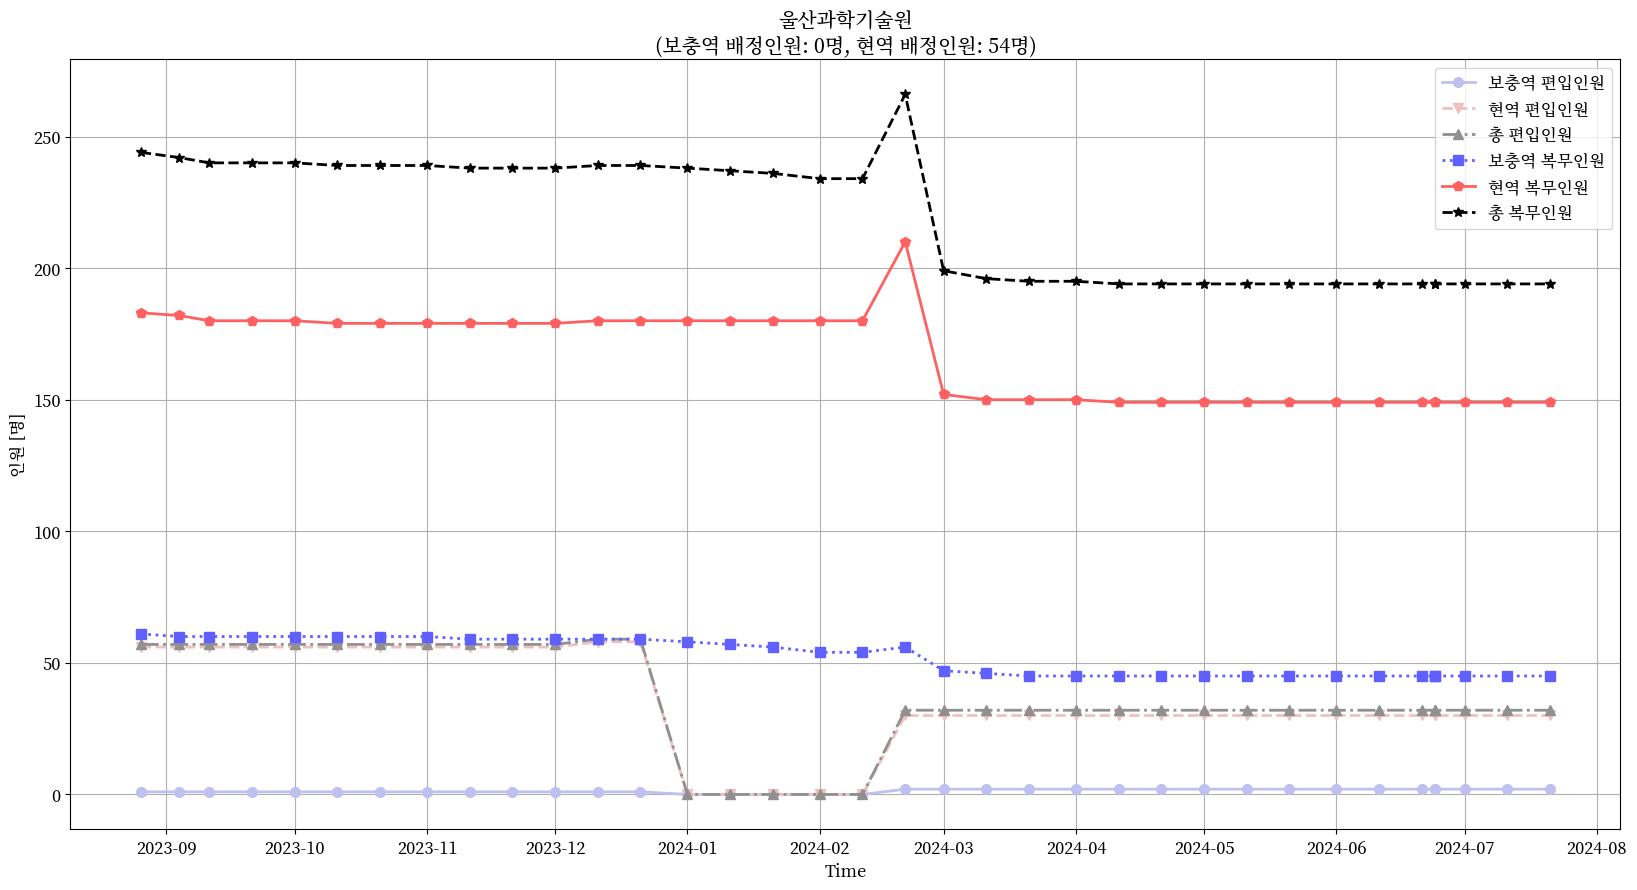 울산과학기술원
(보충역 배정인원: 0명, 현역 배정인원: 54명)
보충역 편입인원
현역 편입인원
총 편입인원
보충역 복무인원
현역 복무인원
총 복무인원
인원 [명]
250
200
150
100
50
0
2023-09
2023-10
2023-11
2023-12
2024-01
2024-02
2024-03
2024-04
2024-05
2024-06
2024-07
2024-08
Time